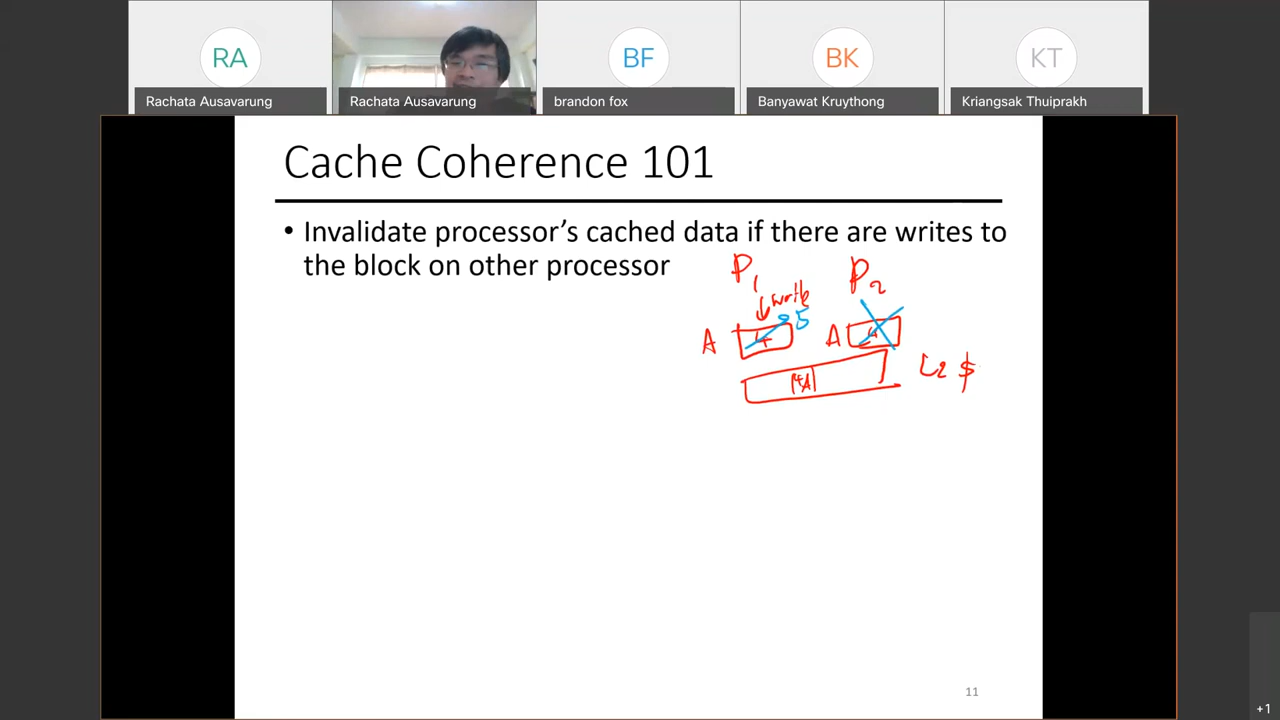 RA
BF
BK
KT
Rachata Ausavarung
Rachata Ausavarung
brandon fox
Banyawat Kruythong
Kriangsak Thuiprakh
Cache Coherence 101
• Invalidate processor’s cached data if there are writes to
the block on other processor
P1
P2
write
5
A
4
A
4
L2 $
11
+1